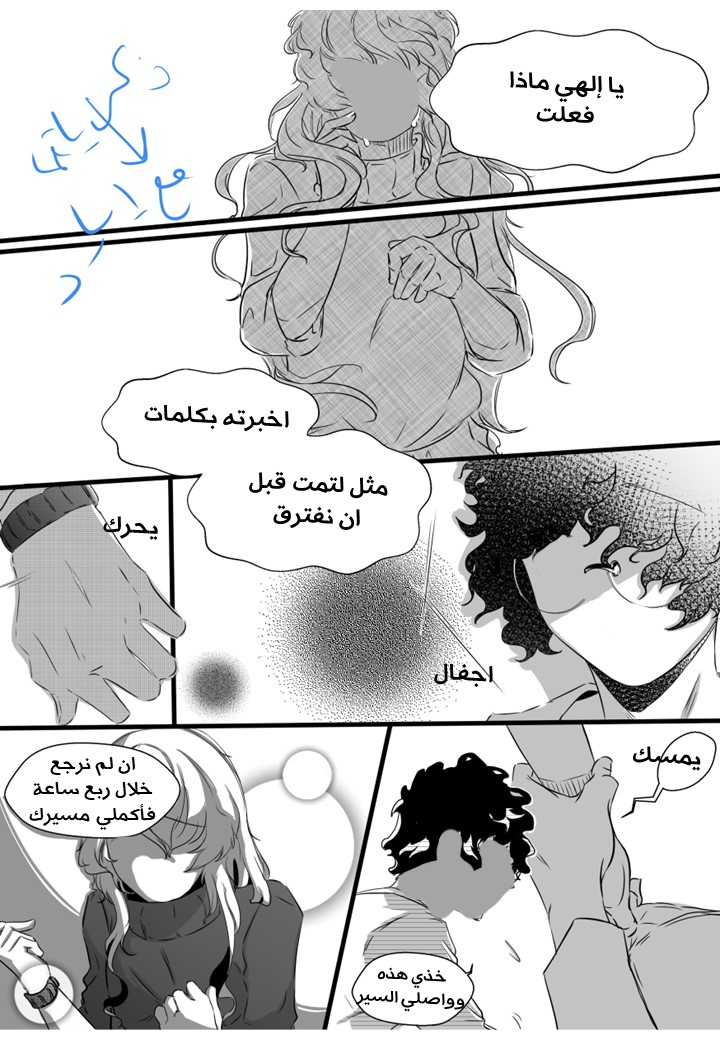 يا إلهي ماذا
فعلت
ذكريات
لا
اخبرته بكلمات
مثل لتمت قبل
ان نفترق
يحرك
اجفال
يمسك
ان لم نرجع
خلال ربع ساعة
فأكملي مسيرك
خذي هذه
وواصلي السير